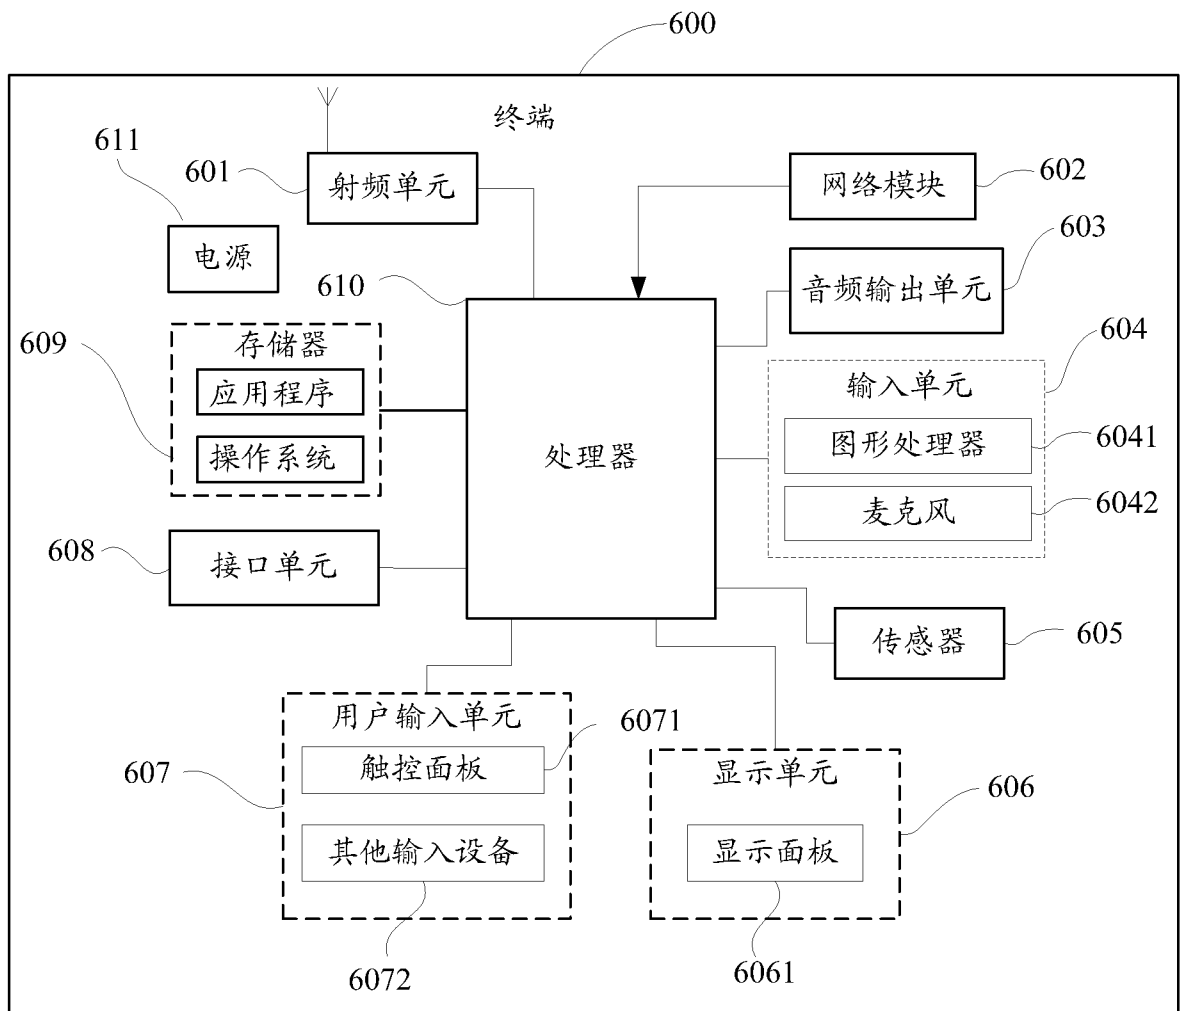 600
终端
611
601
射频单元
网络模块
602
电源
610
音频输出单元
603
609
存储器
应用程序
操作系统
处理器
604
输入单元
图形处理器
6041
麦克风
6042
608
接口单元
传感器
605
用户输入单元
6071
触控面板
607
其他输入设备
6072
显示单元
606
显示面板
6061